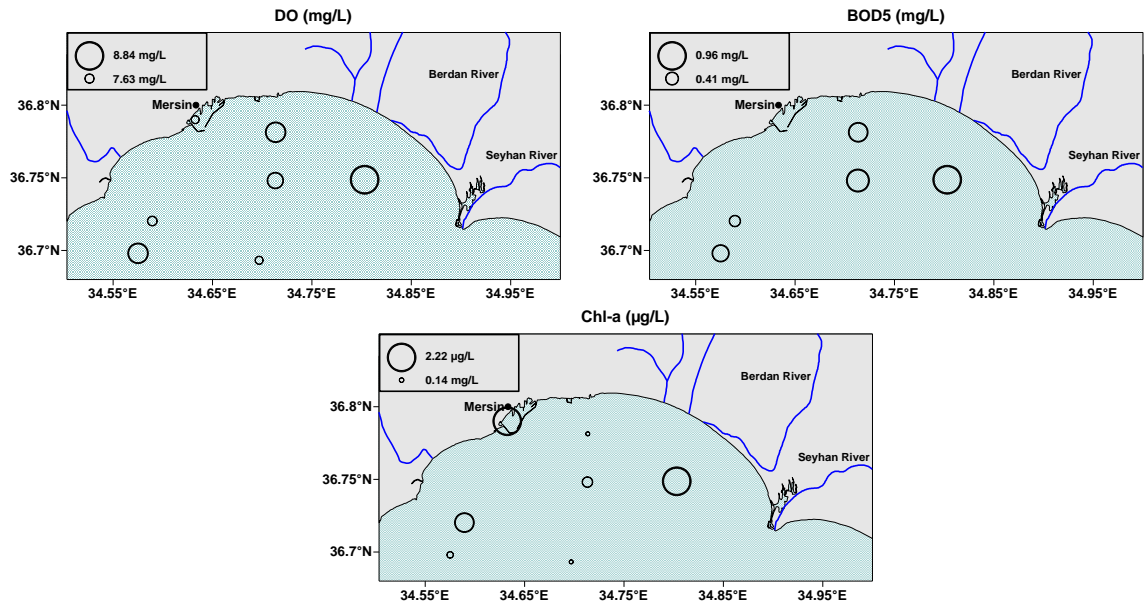 DO (mg/L)
8.84 mg/L
7.63 mg/L
Berdan River
Mersin
Seyhan River
36.8°N
36.75°N
36.7°N
34.55°E 34.65°E 34.75°E 34.85°E 34.95°E
BOD5 (mg/L)
0.96 mg/L
0.41 mg/L
Berdan River
Mersin
Seyhan River
36.8°N
36.75°N
36.7°N
34.55°E 34.65°E 34.75°E 34.85°E 34.95°E
Chl-a (µg/L)
2.22 µg/L
0.14 mg/L
Berdan River
Mersin
Seyhan River
36.8°N
36.75°N
36.7°N
34.55°E 34.65°E 34.75°E 34.85°E 34.95°E